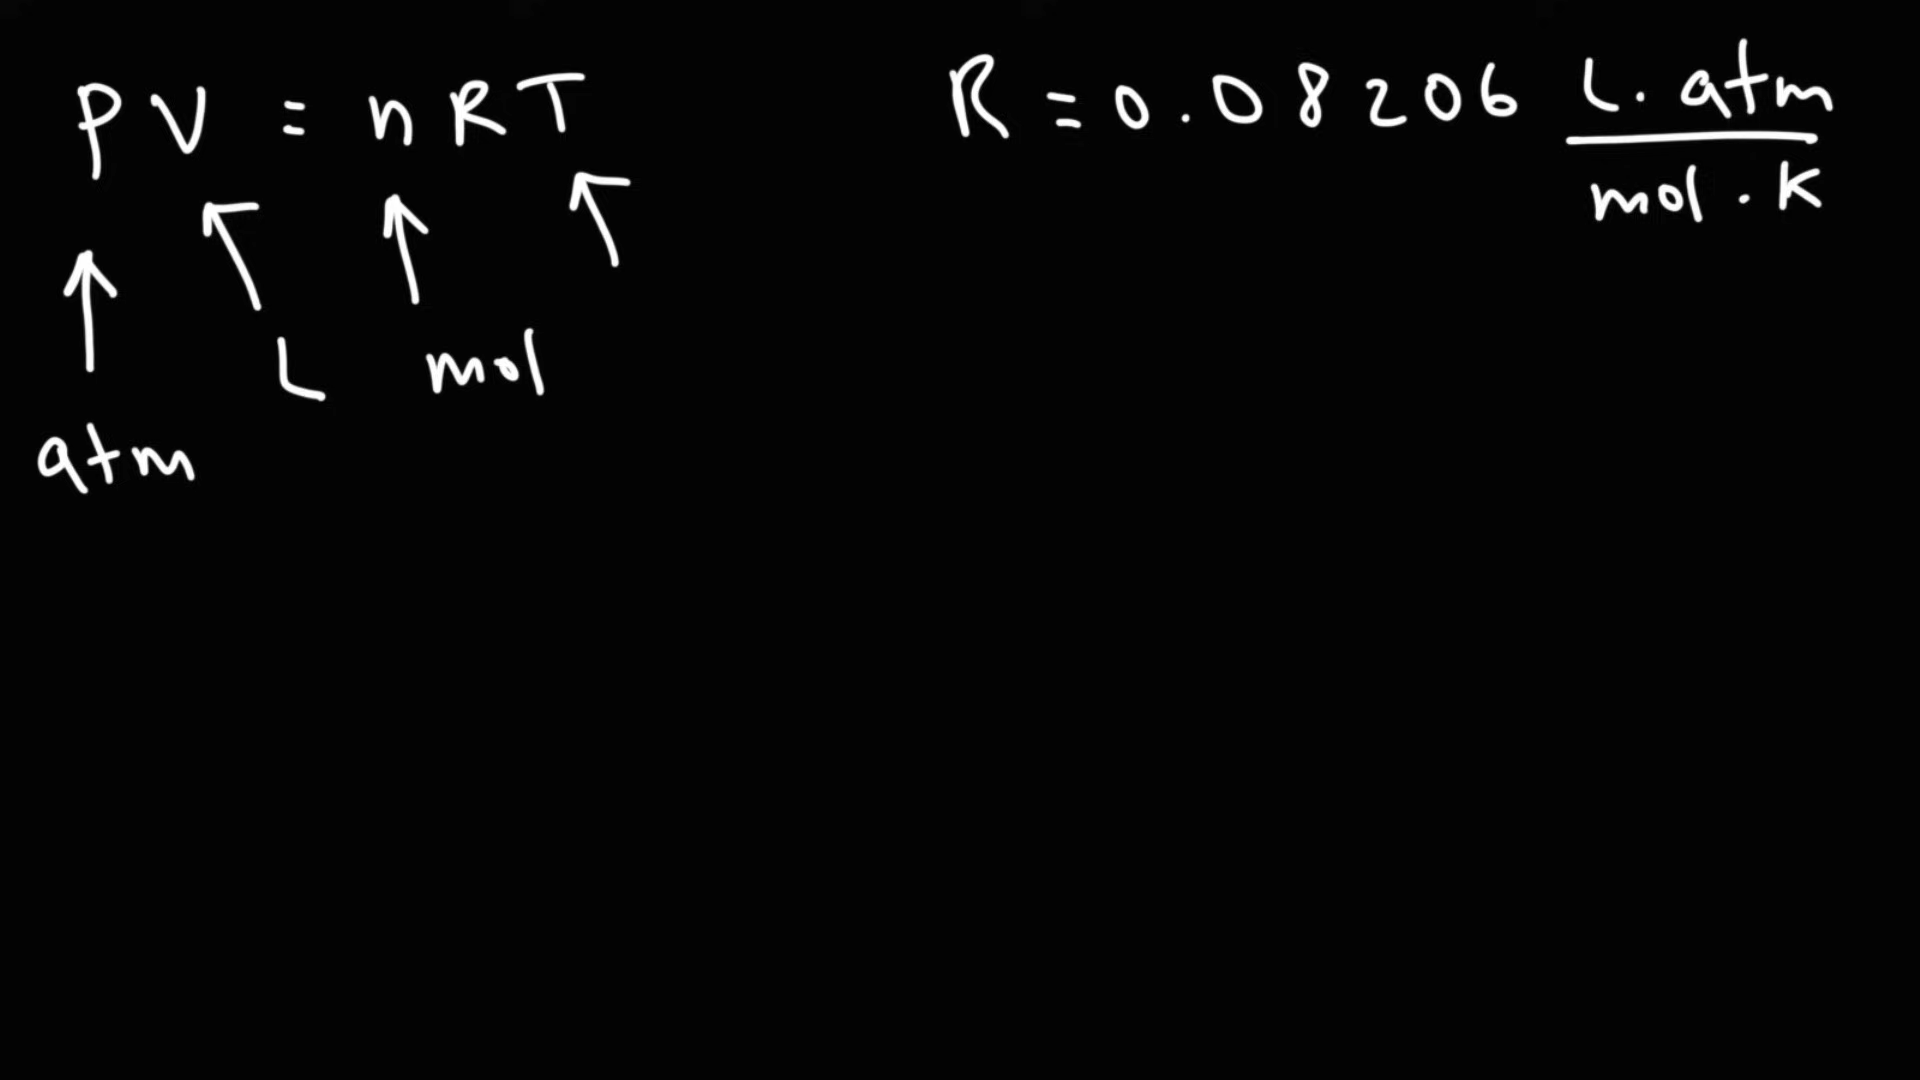 PV = nRT
R = 0.08206 L·atm
mol·K
L mol
atm